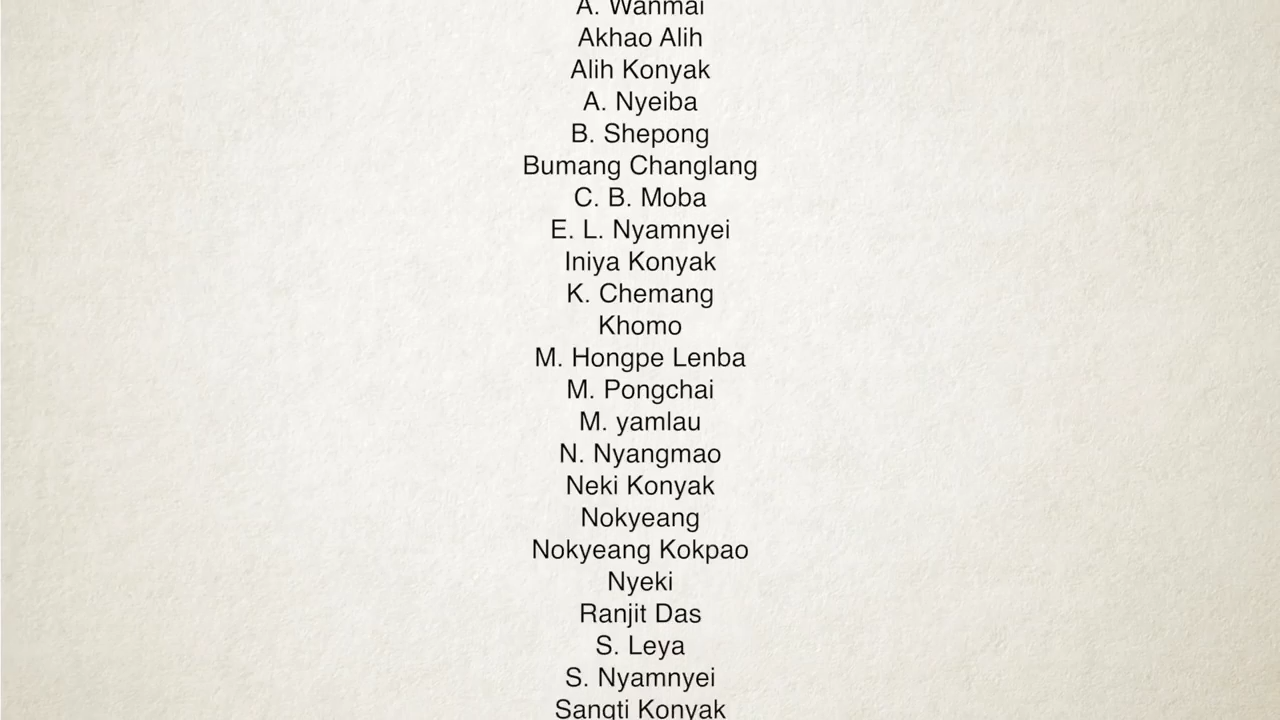 A. Wanmai
Akhao Alih
Alih Konyak
A. Nyeiba
B. Shepong
Bumang Changlang
C. B. Moba
E. L. Nyamnyei
Iniya Konyak
K. Chemang
Khomo
M. Hongpe Lenba
M. Pongchai
M. yamlau
N. Nyangmao
Neki Konyak
Nokyeang
Nokyeang Kokpao
Nyeki
Ranjit Das
S. Leya
S. Nyamnyei
Sangti Konyak